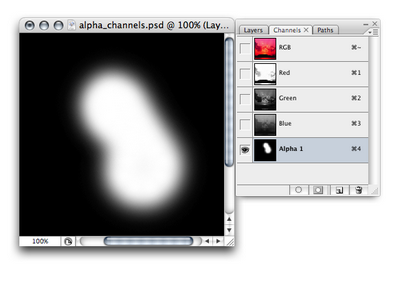 alpha_channels.psd @ 100% (Lay...
100%
Layers
Channels ×
Paths
RGB
⌘~
Red
⌘1
Green
⌘2
Blue
⌘3
Alpha 1
⌘4